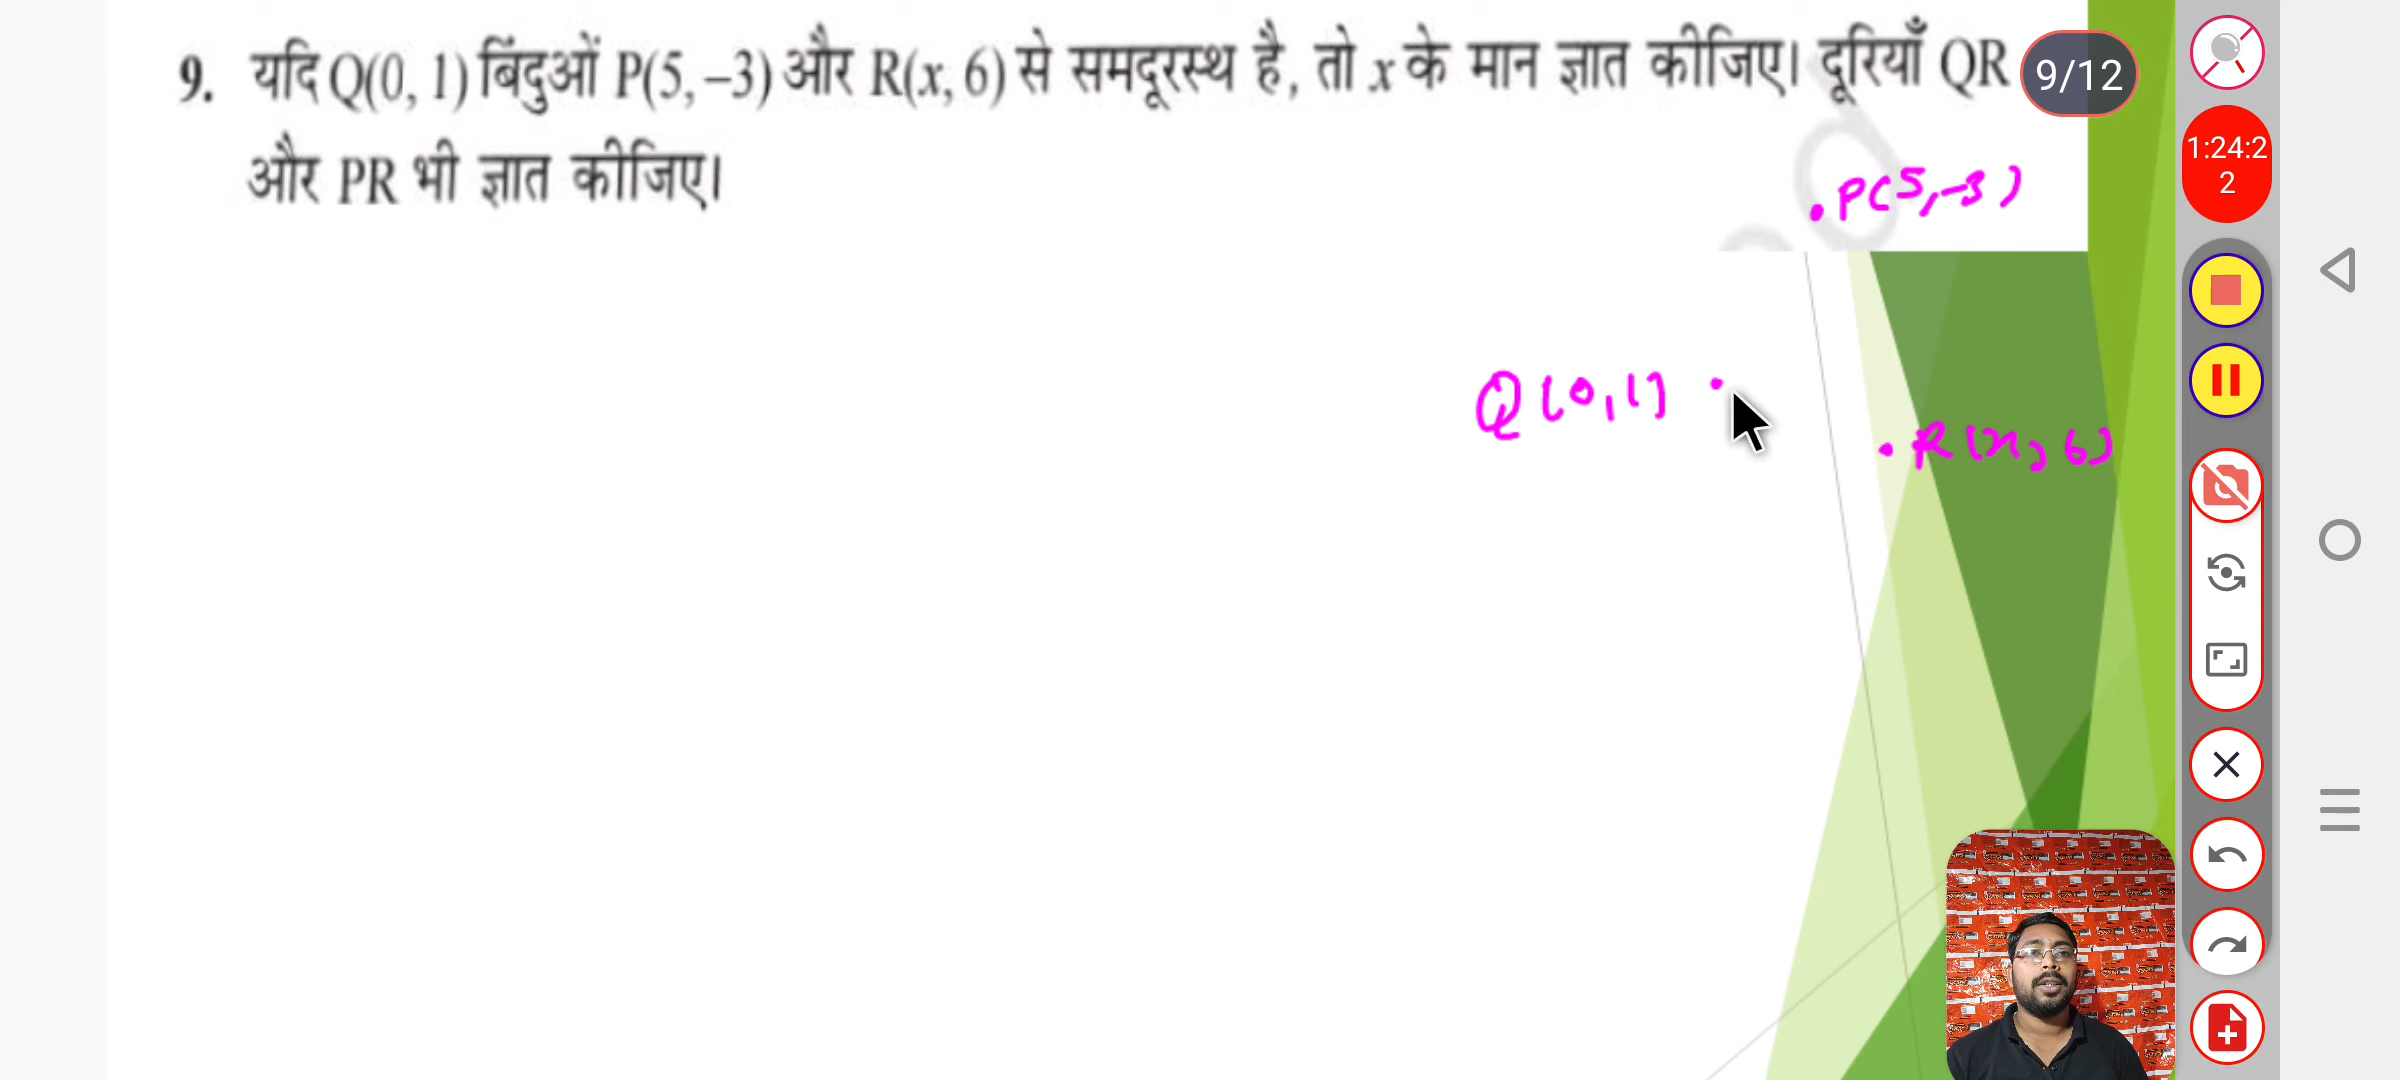 9. यदि Q(0, 1) बिंदुओं P(5, –3) और R(x, 6) से समदूरस्थ है, तो x के मान ज्ञात कीजिए। दूरियाँ QR
और PR भी ज्ञात कीजिए।
9/12
1:24:2
2
.P(5,-3)
Q(0,1) .
.R(x, 6)